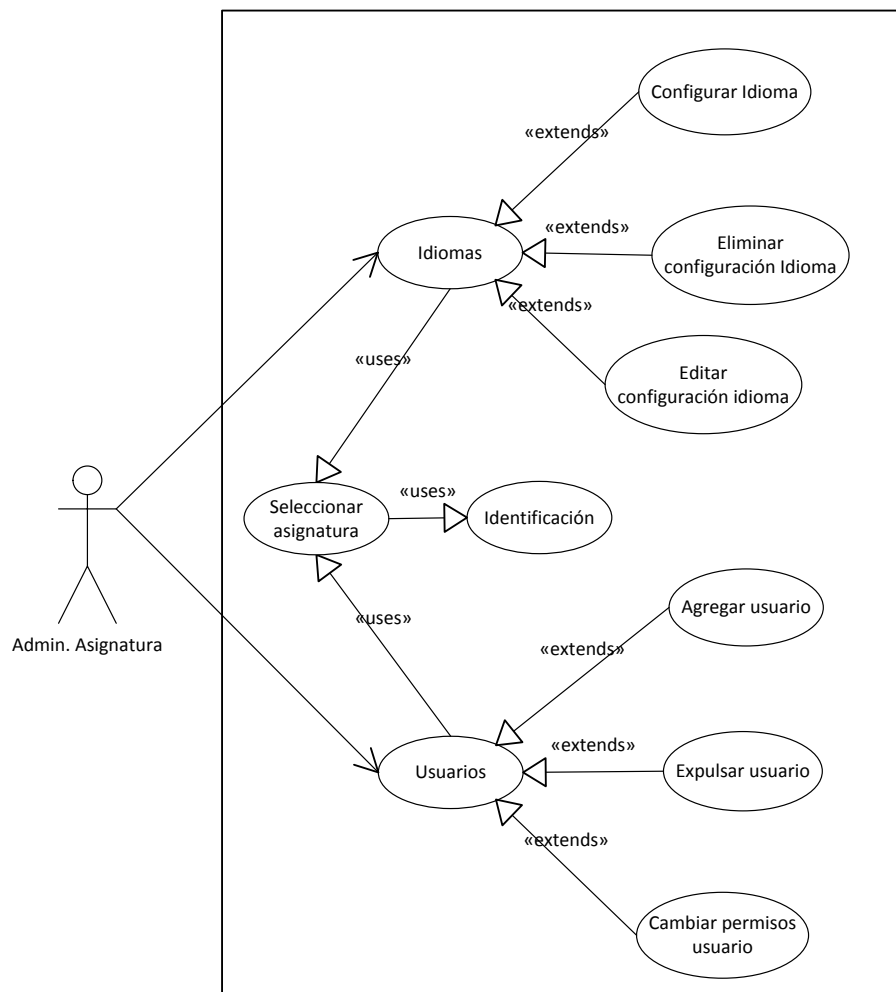 Configurar Idioma
«extends»
«extends»
Idiomas
Eliminar
configuración Idioma
«extends»
«uses»
Editar
configuración idioma
«uses»
Seleccionar
asignatura
Identificación
Agregar usuario
«uses»
Admin. Asignatura
«extends»
«extends»
Usuarios
Expulsar usuario
«extends»
Cambiar permisos
usuario